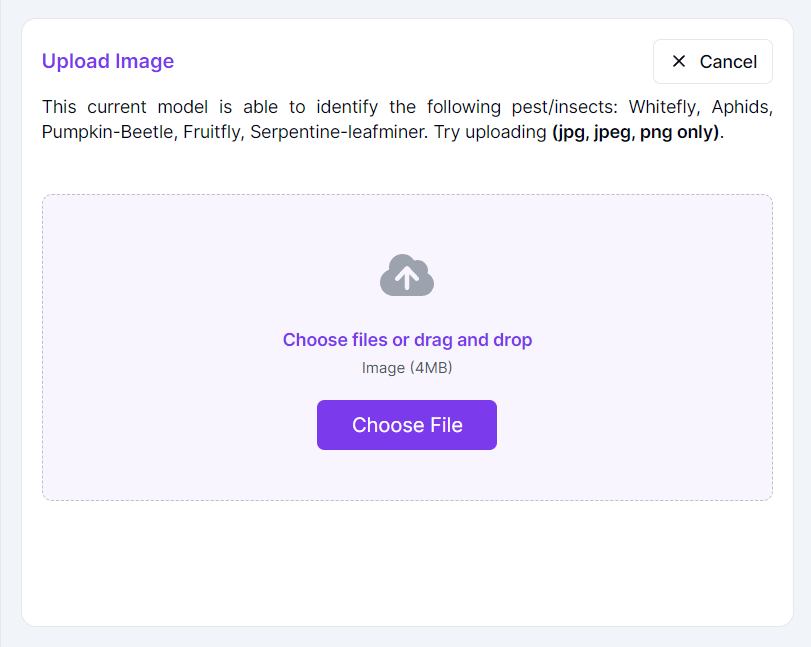 Upload Image
Cancel
This current model is able to identify the following pest/insects: Whitefly, Aphids,
Pumpkin-Beetle, Fruitfly, Serpentine-leafminer. Try uploading (jpg, jpeg, png only).
Choose files or drag and drop
Image (4MB)
Choose File